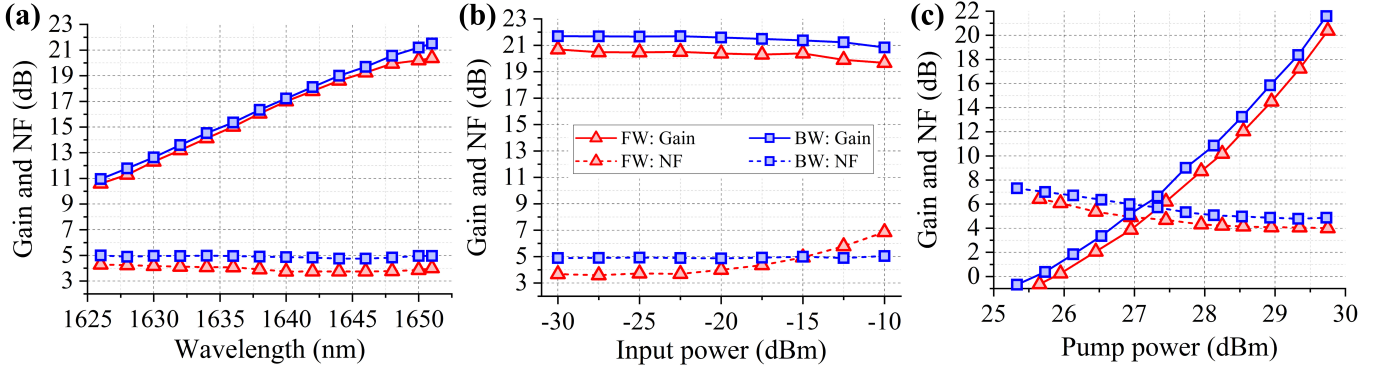 (a)
Gain and NF (dB)
23
21
19
17
15
13
11
9
7
5
3
1625 1630 1635 1640 1645 1650
Wavelength (nm)
(b)
Gain and NF (dB)
23
21
19
17
15
13
11
9
7
5
3
FW: Gain BW: Gain
FW: NF BW: NF
-30 -25 -20 -15 -10
Input power (dBm)
(c)
Gain and NF (dB)
22
20
18
16
14
12
10
8
6
4
2
0
25 26 27 28 29 30
Pump power (dBm)